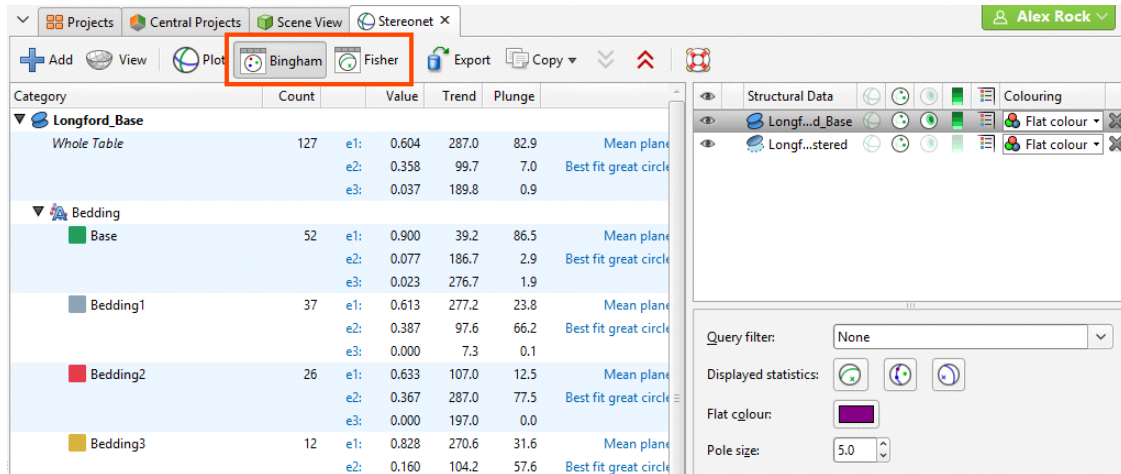 Projects Central Projects Scene View Stereonet Alex Rock
Add View Plot Bingham Fisher Export Copy
Category Count Value Trend Plunge
Longford_Base
Whole Table 127 e1: 0.604 287.0 82.9 Mean plane
e2: 0.358 99.7 7.0 Best fit great circle
e3: 0.037 189.8 0.9
Bedding
Base 52 e1: 0.900 39.2 86.5 Mean plane
e2: 0.077 186.7 2.9 Best fit great circle
e3: 0.023 276.7 1.9
Bedding1 37 e1: 0.613 277.2 23.8 Mean plane
e2: 0.387 97.6 66.2 Best fit great circle
e3: 0.000 7.3 0.1
Bedding2 26 e1: 0.633 107.0 12.5 Mean plane
e2: 0.367 287.0 77.5 Best fit great circle
e3: 0.000 197.0 0.0
Bedding3 12 e1: 0.828 270.6 31.6 Mean plane
e2: 0.160 104.2 57.6 Best fit great circle
Structural Data Colouring
Longf...d_Base Flat colour
Longf...stered Flat colour
Query filter: None
Displayed statistics:
Flat colour:
Pole size: 5.0